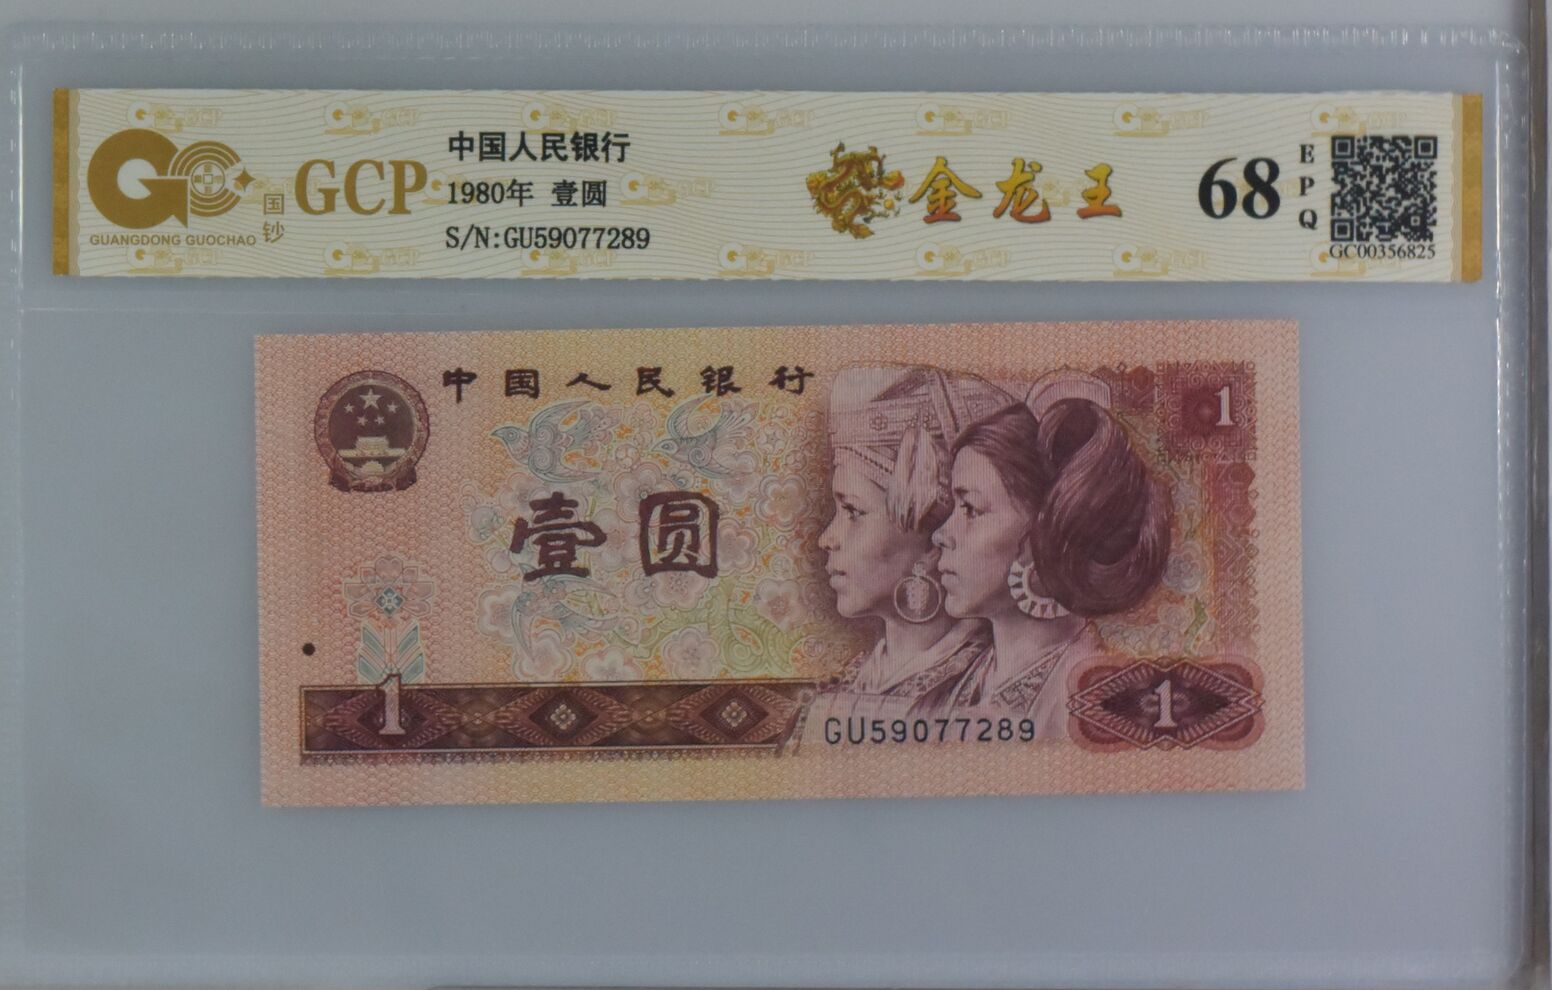 GUANGDONG GUOCHAO
国钞
GCP
中国人民银行
1980年 壹圆
S/N:GU59077289
金龙王
68
EPQ
GC00356825
中国人民银行
1
壹圆
1
GU59077289
1